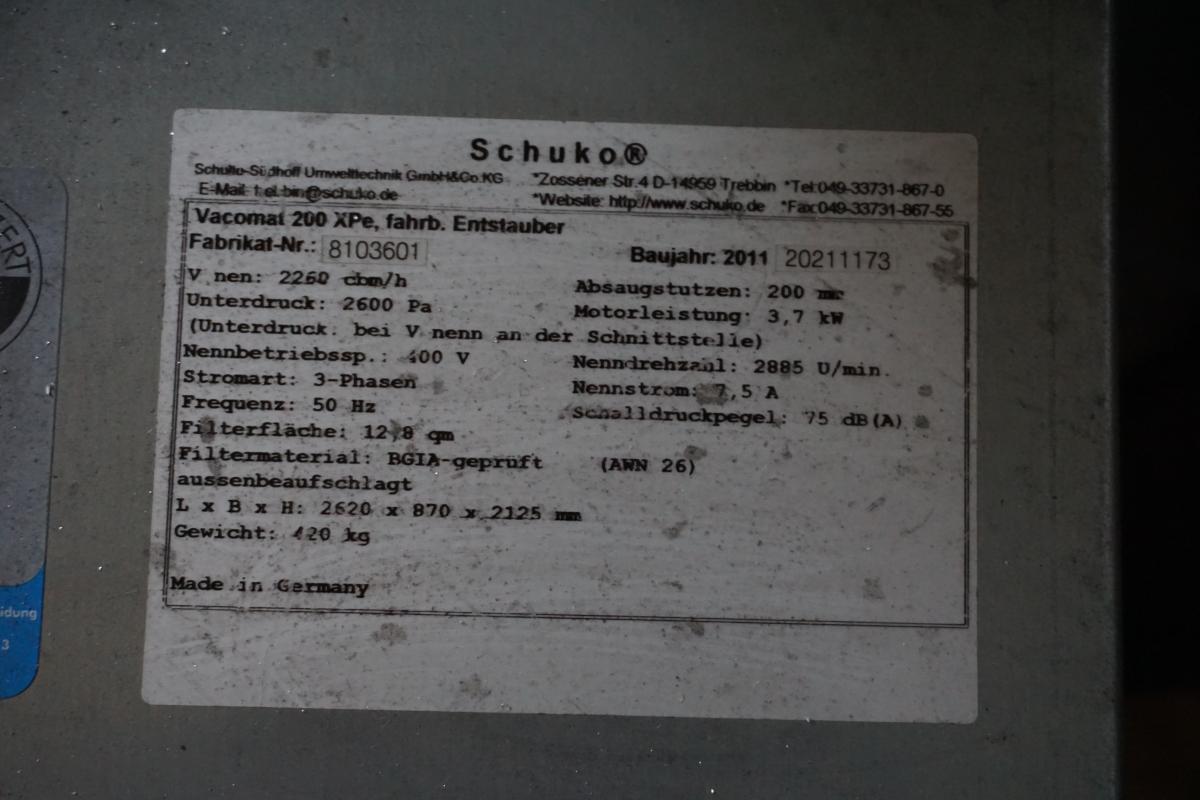 Schuko®
Schulte-Südhoff Umwelttechnik GmbH&Co.KG *Zossener Str.4 D-14959 Trebbin *Tel:049-33731-867-0
E-Mail: t.el.bin@schuko.de *Website: http://www.schuko.de *Fax:049-33731-867-55
Vacomat 200 XPe, fahrb. Entstauber
Fabrikat-Nr.: 8103601 Baujahr: 2011 20211173
V nen: 2260 cbm/h Absaugstutzen: 200 mm
Unterdruck: 2600 Pa Motorleistung: 3,7 kW
(Unterdruck. bei V nenn an der Schnittstelle)
Nennbetriebssp.: 400 V Nenndrehzahl: 2885 U/min.
Stromart: 3-Phasen Nennstrom: 7,5 A
Frequenz: 50 Hz Schalldruckpegel: 75 dB(A)
Filterfläche: 12,8 qm
Filtermaterial: BGIA-geprüft (AWN 26)
aussenbeaufschlagt
L x B x H: 2620 x 870 x 2125 mm
Gewicht: 420 kg
Made in Germany
ERT
idung
3